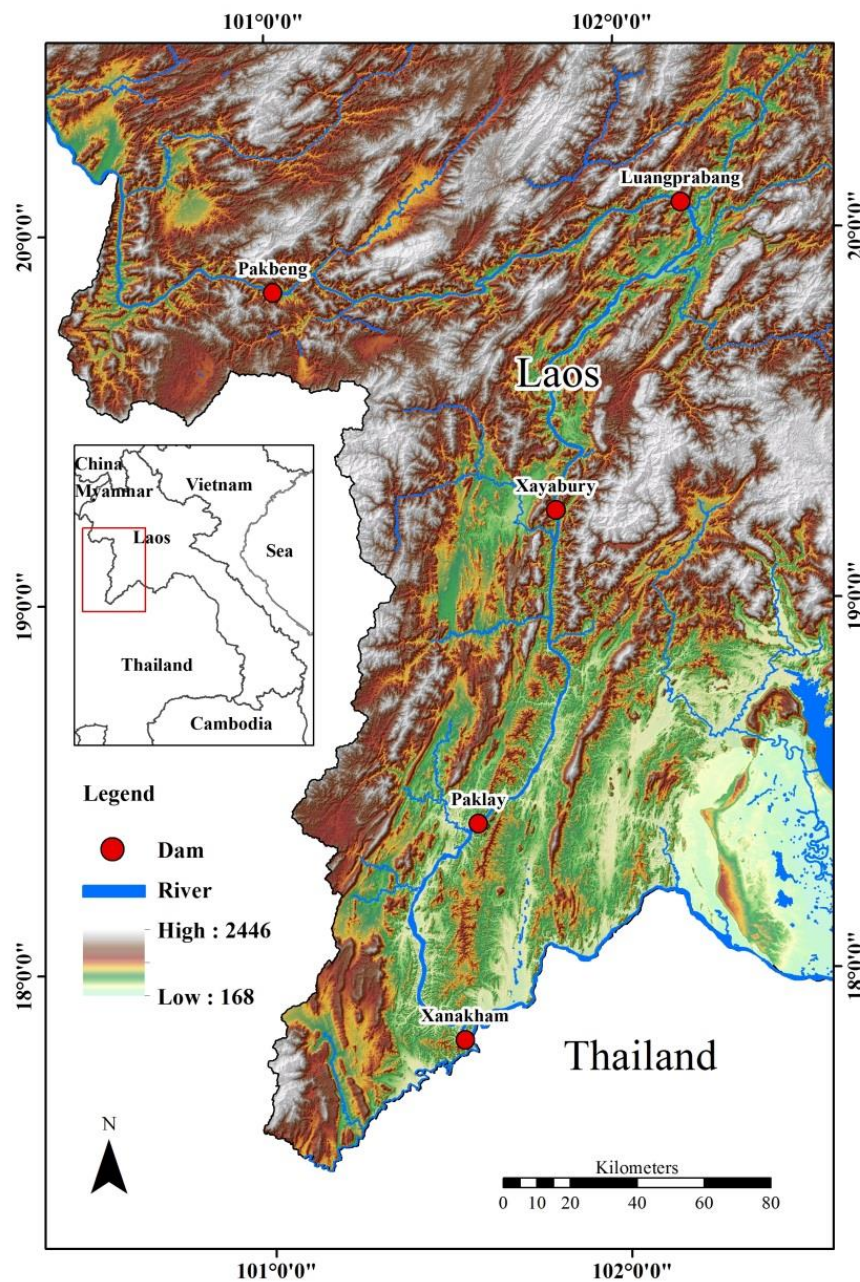 101°0'0"
102°0'0"
Luangprabang
20°0'0"
20°0'0"
Pakbeng
Laos
China
Myanmar
Vietnam
Laos
Sea
Thailand
Cambodia
Xayabury
19°0'0"
19°0'0"
Legend
Dam
River
High : 2446
Low : 168
Paklay
18°0'0"
18°0'0"
Xanakham
Thailand
N
Kilometers
0 10 20 40 60 80
101°0'0"
102°0'0"